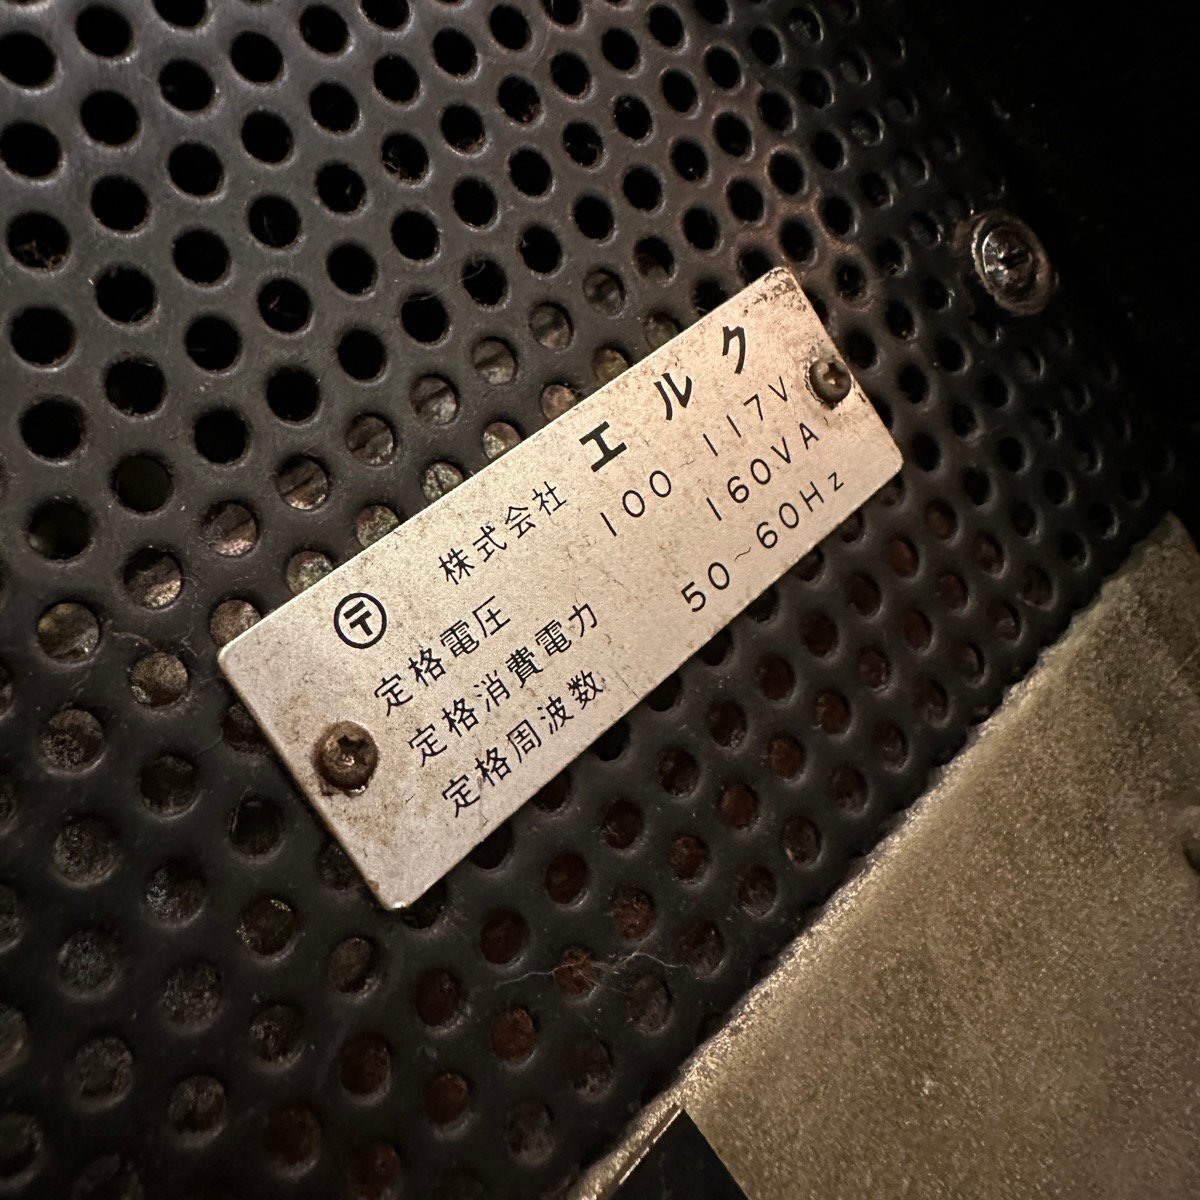 〒 株式会社 エルク
定格電圧 100~117V
定格消費電力 160VA
定格周波数 50~60Hz